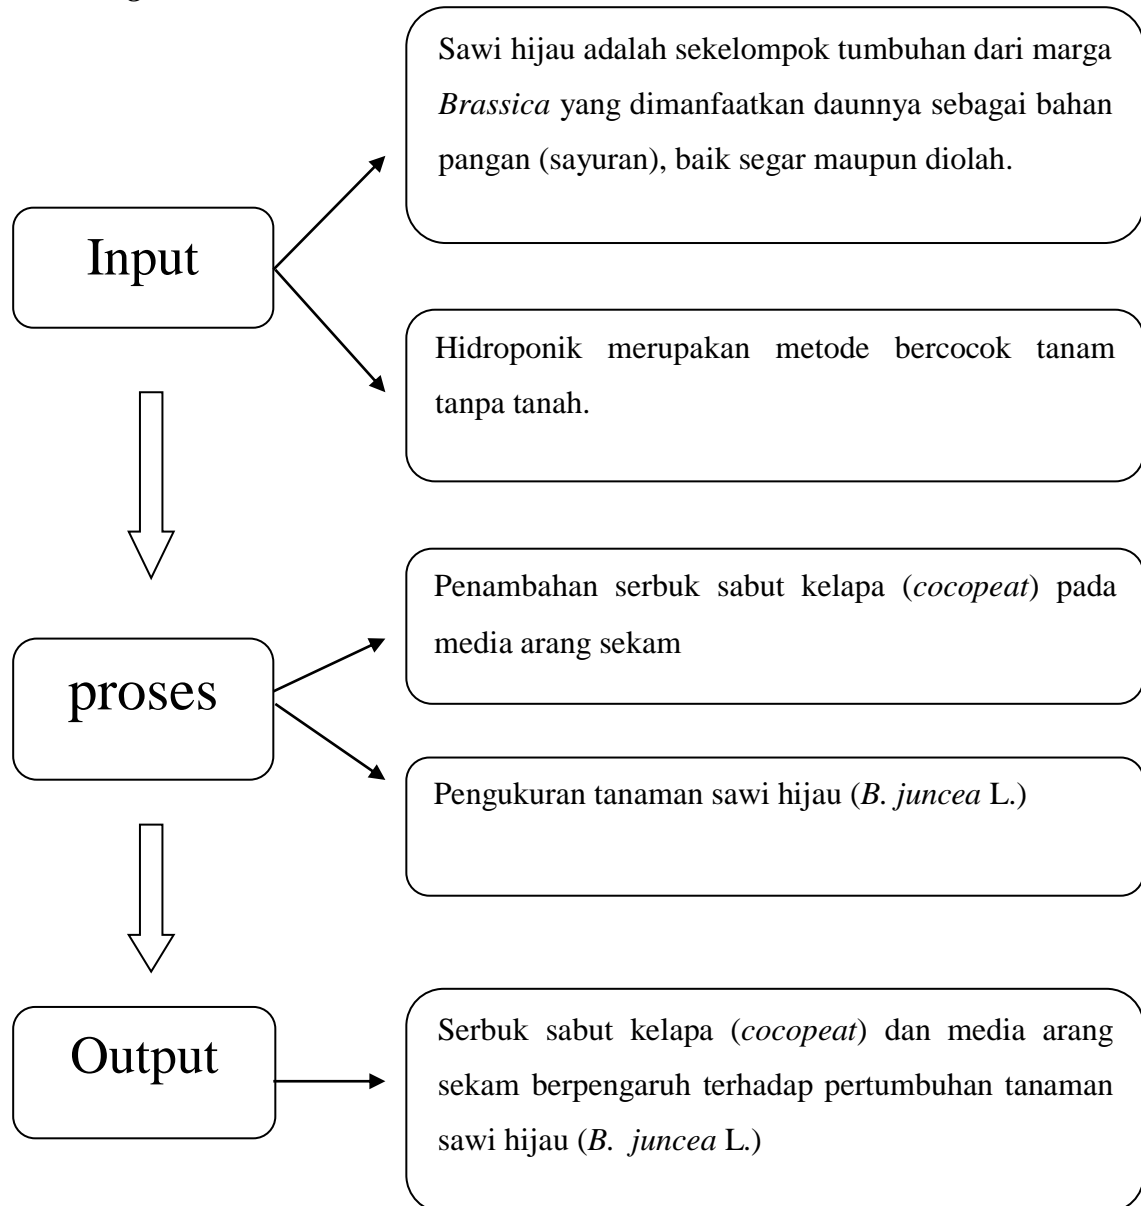 Sawi hijau adalah sekelompok tumbuhan dari marga
Brassica yang dimanfaatkan daunnya sebagai bahan
pangan (sayuran), baik segar maupun diolah.
Input
Hidroponik merupakan metode bercocok tanam
tanpa tanah.
Penambahan serbuk sabut kelapa (cocopeat) pada
media arang sekam
proses
Pengukuran tanaman sawi hijau (B. juncea L.)
Output
Serbuk sabut kelapa (cocopeat) dan media arang
sekam berpengaruh terhadap pertumbuhan tanaman
sawi hijau (B. juncea L.)